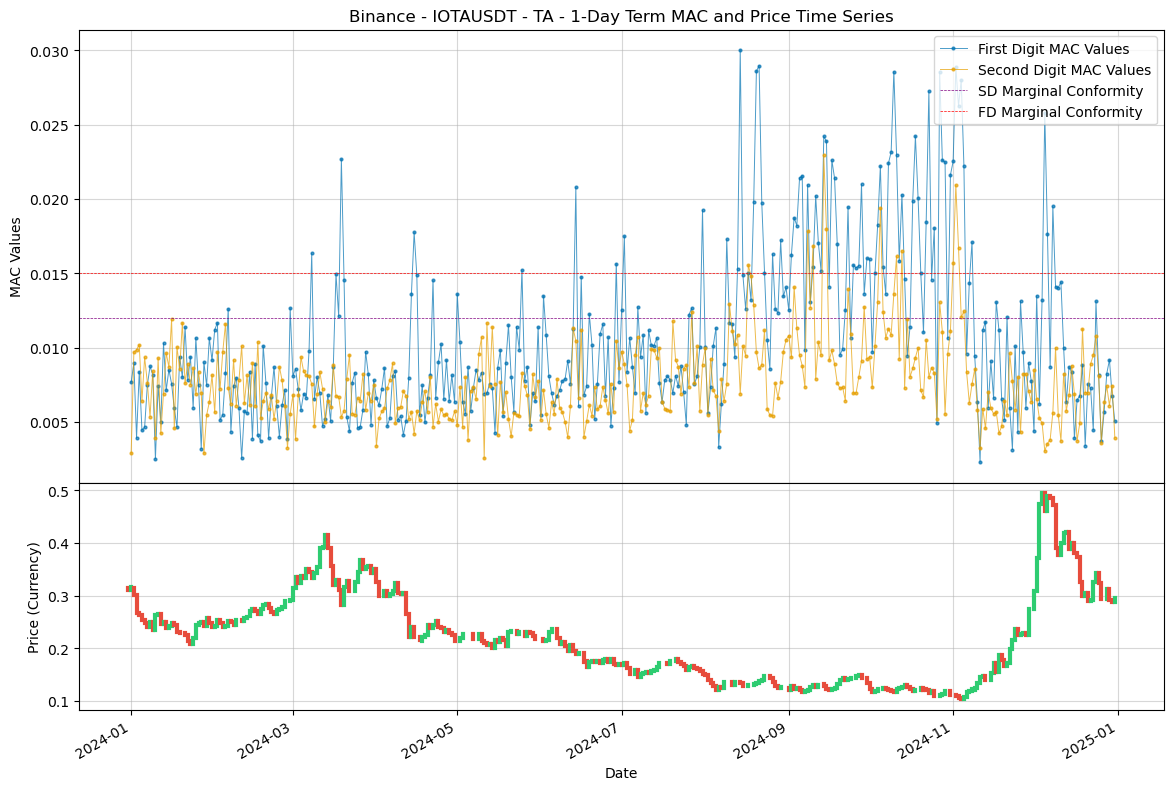 Binance - IOTAUSDT - TA - 1-Day Term MAC and Price Time Series
First Digit MAC Values
Second Digit MAC Values
SD Marginal Conformity
FD Marginal Conformity
MAC Values
0.030
0.025
0.020
0.015
0.010
0.005
Price (Currency)
0.5
0.4
0.3
0.2
0.1
2024-01
2024-03
2024-05
2024-07
2024-09
2024-11
2025-01
Date